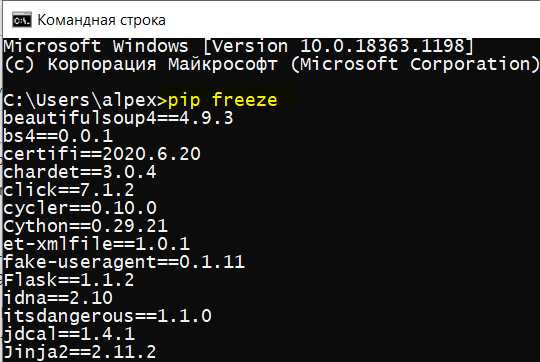 Командная строка
Microsoft Windows [Version 10.0.18363.1198]
(c) Корпорация Майкрософт (Microsoft Corporation)
C:\Users\alpex>pip freeze
beautifulsoup4==4.9.3
bs4==0.0.1
certifi==2020.6.20
chardet==3.0.4
click==7.1.2
cycler==0.10.0
Cython==0.29.21
et-xmlfile==1.0.1
fake-useragent==0.1.11
Flask==1.1.2
idna==2.10
itsdangerous==1.1.0
jdcal==1.4.1
Jinja2==2.11.2